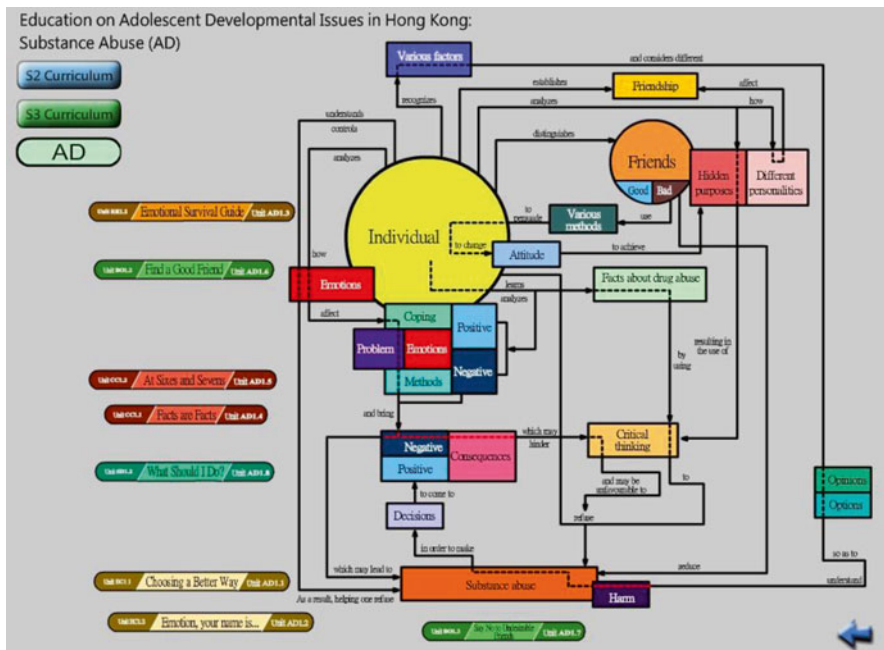 Education on Adolescent Developmental Issues in Hong Kong:
Substance Abuse (AD)
S2 Curriculum
S3 Curriculum
AD
Various factors
and considers different
recognizes
establishes
Friendship
affect
analyzes
how
understands
controls
analyzes
distinguishes
Friends
Good
Bad
Hidden
purposes
Different
personalities
to
persuade
Various
methods
use
Individual
to change
Attitude
to achieve
Emotional Survival Guide
Unit AD1.3
how
Emotions
learns
analyzes
Facts about drug abuse
Find a Good Friend
Unit AD1.6
affect
Coping
Positive
Problem
Emotions
Negative
Methods
resulting in
the use of
by
using
At Sixes and Sevens
Unit AD1.5
Facts are Facts
Unit AD1.4
and bring
which may
hinder
Critical
thinking
Negative
Positive
Consequences
What Should I Do?
Unit AD1.8
and may be
unfavourable to
to
Opinions
Options
to come to
Decisions
refuse
in order to make
so as to
which may lead to
reduce
Choosing a Better Way
Unit AD1.1
Substance abuse
Harm
understand
As a result, helping one refuse
Emotion, your name is...
Unit AD1.2
Say No to Undesirable
Friends
Unit AD1.7